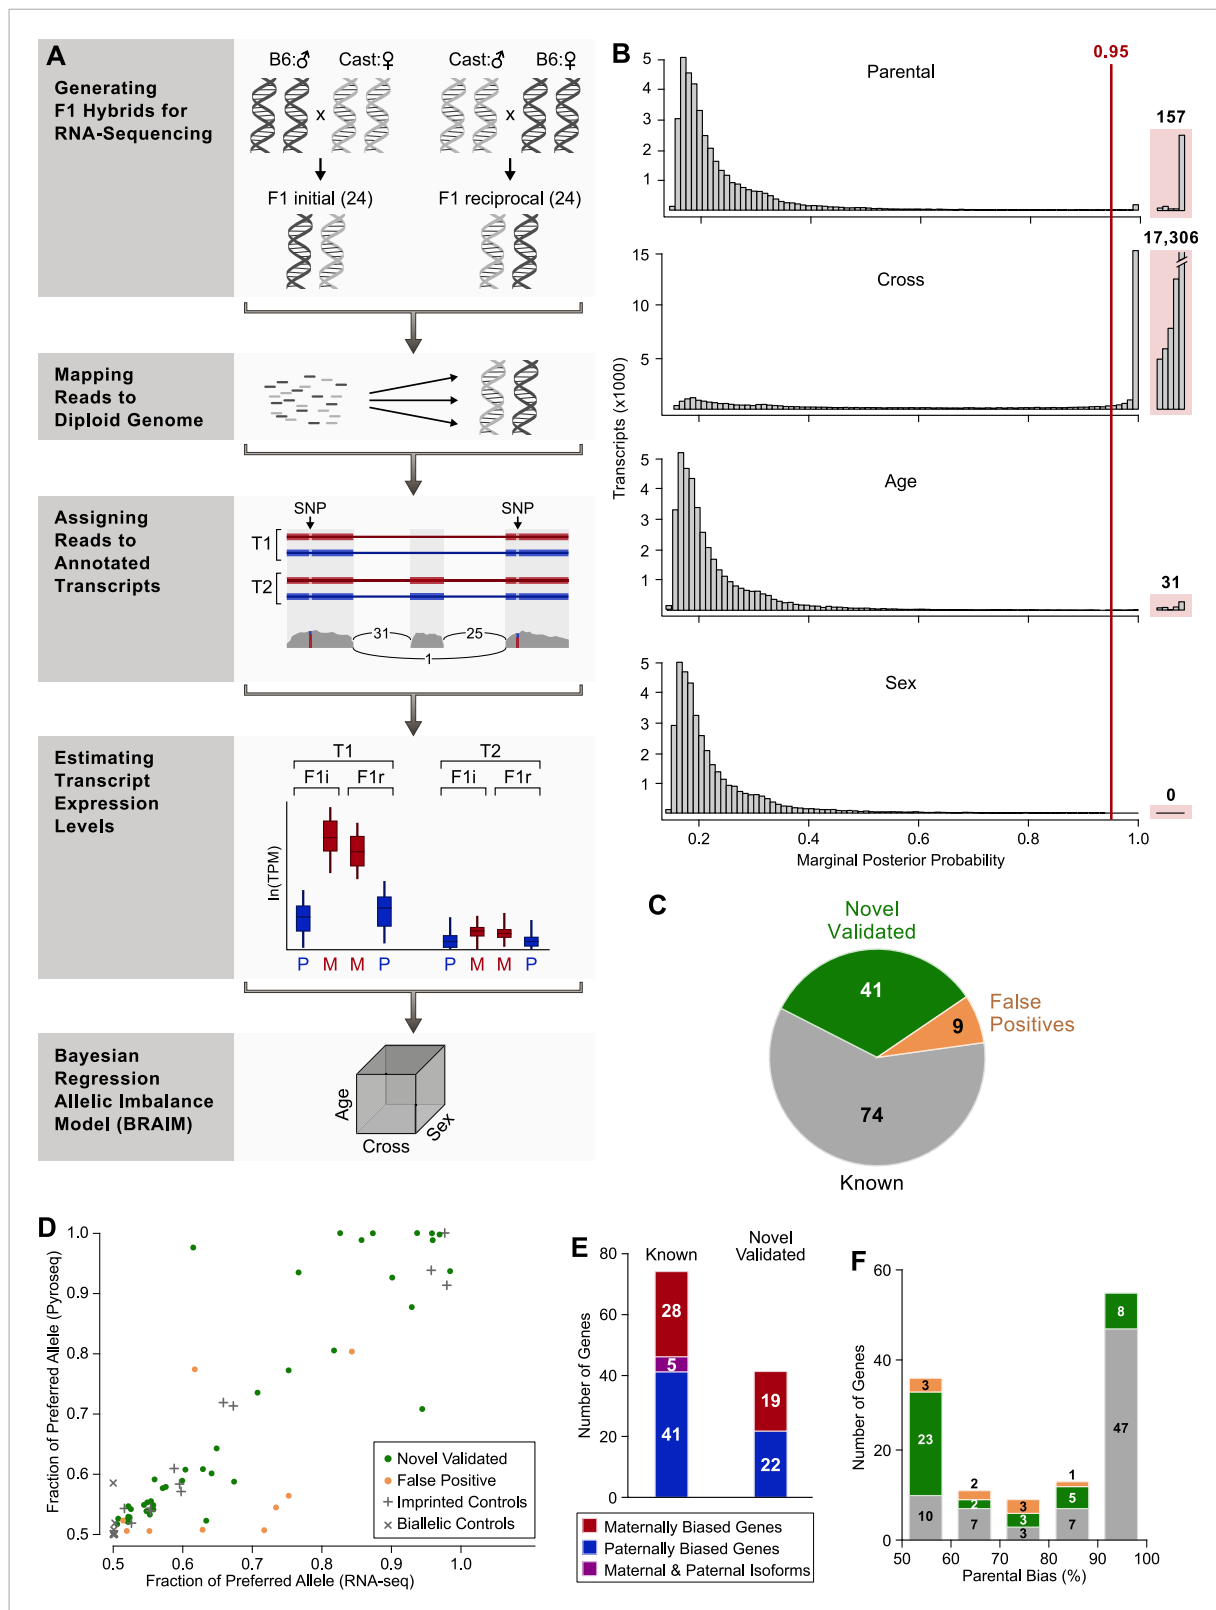 A
Generating
F1 Hybrids for
RNA-Sequencing
B6:♂ Cast:♀ Cast:♂ B6:♀
x x
F1 initial (24) F1 reciprocal (24)
Mapping
Reads to
Diploid Genome
Assigning
Reads to
Annotated
Transcripts
SNP SNP
T1
T2
31 25
1
Estimating
Transcript
Expression
Levels
T1 T2
F1i F1r F1i F1r
ln(TPM)
P M M P P M M P
Bayesian
Regression
Allelic Imbalance
Model (BRAIM)
Age
Cross
Sex
B
0.95
Parental
5
4
3
2
1
157
Cross
15
10
5
17,306
Transcripts (x1000)
Age
5
4
3
2
1
31
Sex
5
4
3
2
1
0
0.2 0.4 0.6 0.8 1.0
Marginal Posterior Probability
C
Novel
Validated
41
False
Positives
9
74
Known
D
Fraction of Preferred Allele (Pyroseq)
1.0
0.9
0.8
0.7
0.6
0.5
Novel Validated
False Positive
Imprinted Controls
Biallelic Controls
0.5 0.6 0.7 0.8 0.9 1.0
Fraction of Preferred Allele (RNA-seq)
E
Number of Genes
80
60
40
20
0
Known
Novel
Validated
28
5
41
19
22
Maternally Biased Genes
Paternally Biased Genes
Maternal & Paternal Isoforms
F
Number of Genes
60
40
20
0
3
23
10
2
2
7
3
3
3
1
5
7
8
47
50 60 70 80 90 100
Parental Bias (%)